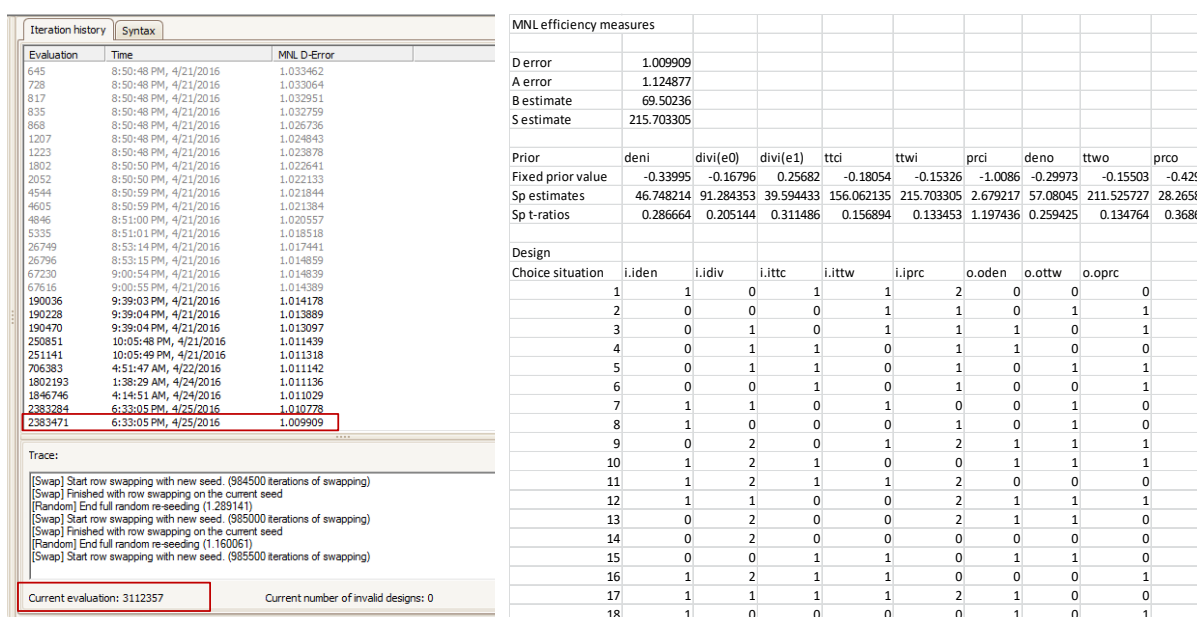 Iteration history Syntax
Evaluation Time MNL D-Error
645 8:50:48 PM, 4/21/2016 1.033462
728 8:50:48 PM, 4/21/2016 1.033064
817 8:50:48 PM, 4/21/2016 1.032951
835 8:50:48 PM, 4/21/2016 1.032759
868 8:50:48 PM, 4/21/2016 1.026736
1207 8:50:48 PM, 4/21/2016 1.024843
1223 8:50:48 PM, 4/21/2016 1.023878
1802 8:50:50 PM, 4/21/2016 1.022641
2052 8:50:50 PM, 4/21/2016 1.022133
4544 8:50:59 PM, 4/21/2016 1.021844
4605 8:50:59 PM, 4/21/2016 1.021384
4846 8:51:00 PM, 4/21/2016 1.020557
5335 8:51:01 PM, 4/21/2016 1.018518
26749 8:53:14 PM, 4/21/2016 1.017441
26796 8:53:15 PM, 4/21/2016 1.014859
67230 9:00:54 PM, 4/21/2016 1.014839
67616 9:00:55 PM, 4/21/2016 1.014389
190036 9:39:03 PM, 4/21/2016 1.014178
190228 9:39:04 PM, 4/21/2016 1.013889
190470 9:39:04 PM, 4/21/2016 1.013097
250851 10:05:48 PM, 4/21/2016 1.011439
251141 10:05:49 PM, 4/21/2016 1.011318
706383 4:51:47 AM, 4/22/2016 1.011142
1802193 1:38:29 AM, 4/24/2016 1.011136
1846746 4:14:51 AM, 4/24/2016 1.011029
2383284 6:33:05 PM, 4/25/2016 1.010778
2383471 6:33:05 PM, 4/25/2016 1.009909
Trace:
[Swap] Start row swapping with new seed. (984500 iterations of swapping)
[Swap] Finished with row swapping on the current seed
[Random] End full random re-seeding (1.289141)
[Swap] Start row swapping with new seed. (985000 iterations of swapping)
[Swap] Finished with row swapping on the current seed
[Random] End full random re-seeding (1.160061)
[Swap] Start row swapping with new seed. (985500 iterations of swapping)
Current evaluation: 3112357 Current number of invalid designs: 0
MNL efficiency measures
D error 1.009909
A error 1.124877
B estimate 69.50236
S estimate 215.703305
Prior deni divi(e0) divi(e1) ttci ttwi prci deno ttwo prco
Fixed prior value -0.33995 -0.16796 0.25682 -0.18054 -0.15326 -1.0086 -0.29973 -0.15503 -0.429
Sp estimates 46.748214 91.284353 39.594433 156.062135 215.703305 2.679217 57.08045 211.525727 28.2658
Sp t-ratios 0.286664 0.205144 0.311486 0.156894 0.133453 1.197436 0.259425 0.134764 0.3686
Design
Choice situation i.iden i.idiv i.ittc i.ittw i.iprc o.oden o.ottw o.oprc
1 1 0 1 1 2 0 0 0
2 0 0 0 1 1 0 1 1
3 0 1 0 1 1 1 0 1
4 0 1 1 0 1 1 0 0
5 0 1 1 0 1 0 1 1
6 0 0 1 0 1 0 0 1
7 1 1 0 1 0 0 1 0
8 1 0 0 0 1 0 1 0
9 0 2 0 1 2 1 1 1
10 1 2 1 0 0 1 1 1
11 1 2 1 1 2 0 0 0
12 1 1 0 0 2 1 1 1
13 0 2 0 0 2 1 1 0
14 0 2 0 0 0 0 0 0
15 0 0 1 1 0 1 1 0
16 1 2 1 1 0 0 0 1
17 1 1 1 1 2 1 0 0
18 1 0 0 0 0 1 0 1